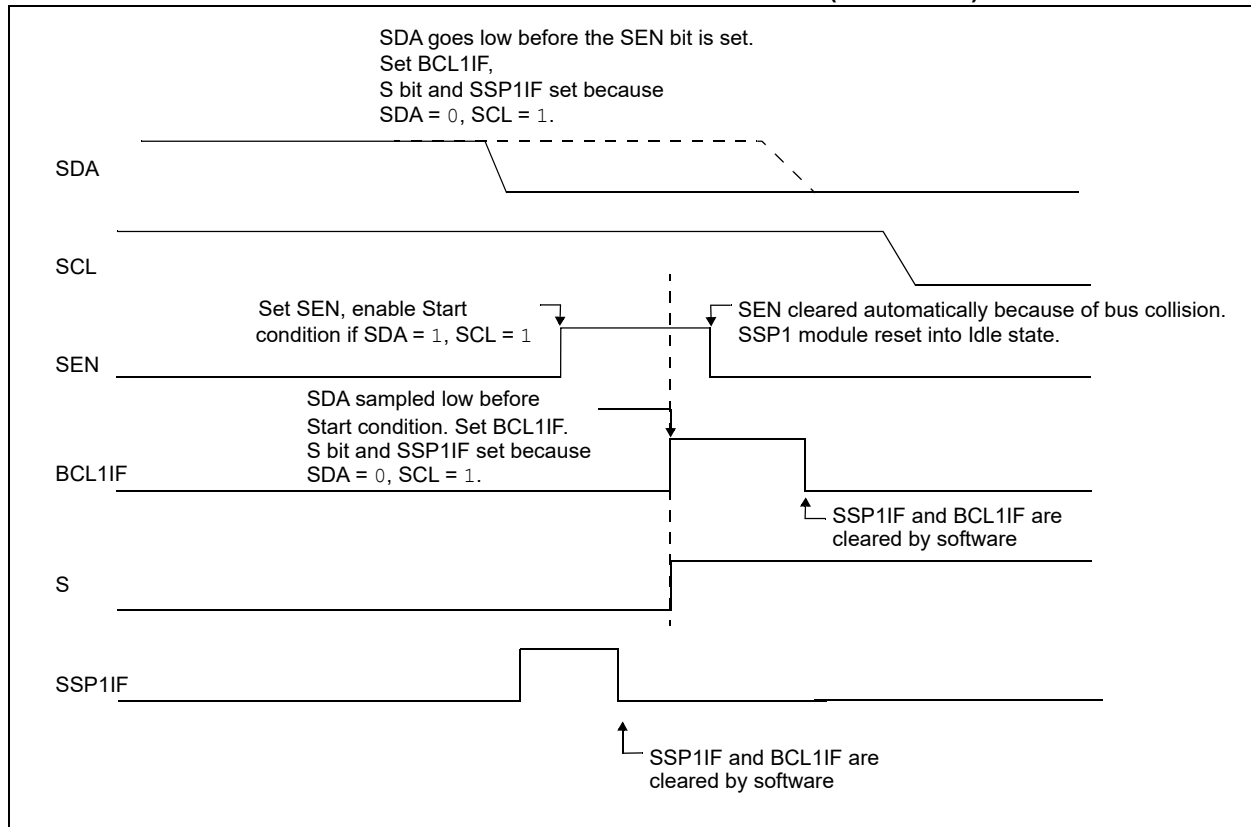 SDA goes low before the SEN bit is set.
Set BCL1IF,
S bit and SSP1IF set because
SDA = 0, SCL = 1.
SDA
SCL
Set SEN, enable Start
condition if SDA = 1, SCL = 1
SEN cleared automatically because of bus collision.
SSP1 module reset into Idle state.
SEN
SDA sampled low before
Start condition. Set BCL1IF.
S bit and SSP1IF set because
SDA = 0, SCL = 1.
BCL1IF
SSP1IF and BCL1IF are
cleared by software
S
SSP1IF
SSP1IF and BCL1IF are
cleared by software